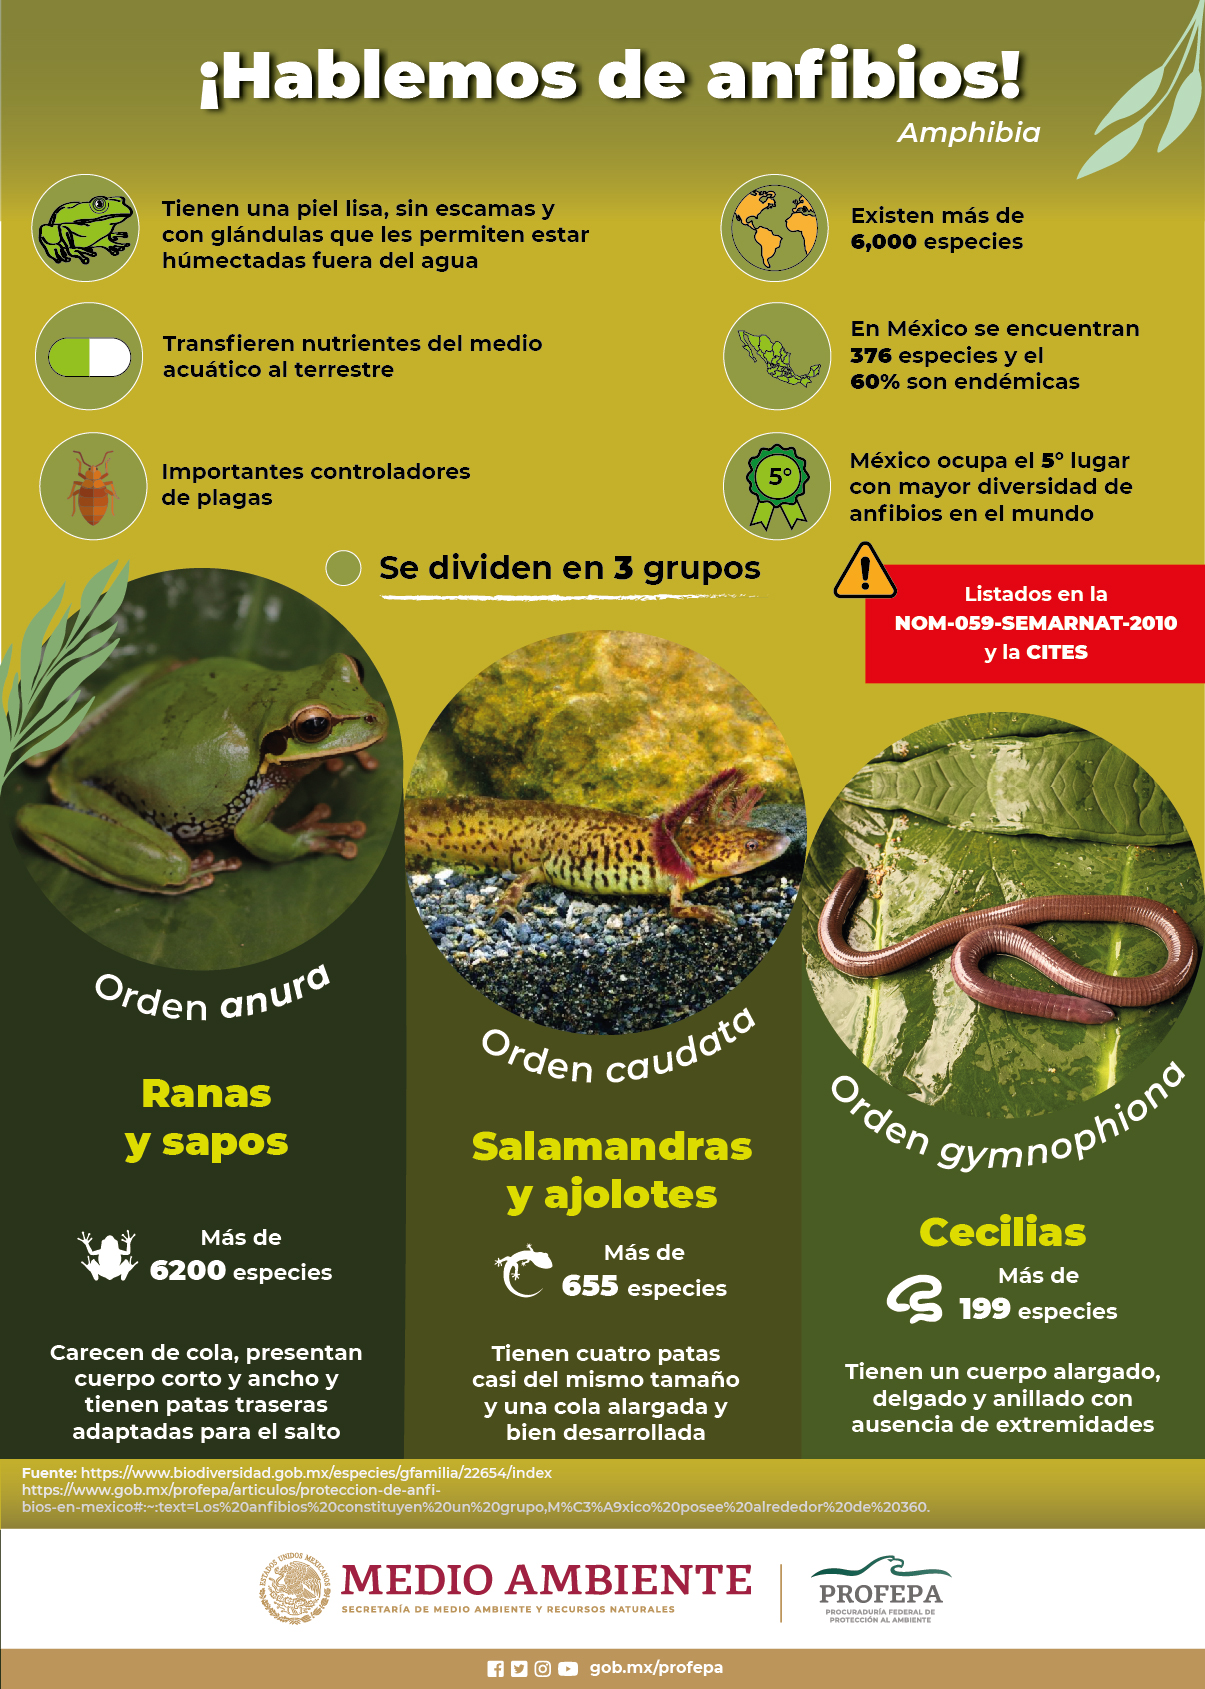 ¡Hablemos de anfibios!
Amphibia
Tienen una piel lisa, sin escamas y
con glándulas que les permiten estar
húmectadas fuera del agua
Transfieren nutrientes del medio
acuático al terrestre
Importantes controladores
de plagas
Existen más de
6,000 especies
En México se encuentran
376 especies y el
60% son endémicas
5°
México ocupa el 5° lugar
con mayor diversidad de
anfibios en el mundo
Se dividen en 3 grupos
Listados en la
NOM-059-SEMARNAT-2010
y la CITES
Orden anura
Ranas
y sapos
Más de
6200 especies
Carecen de cola, presentan
cuerpo corto y ancho y
tienen patas traseras
adaptadas para el salto
Orden caudata
Salamandras
y ajolotes
Más de
655 especies
Tienen cuatro patas
casi del mismo tamaño
y una cola alargada y
bien desarrollada
Orden gymnophiona
Cecilias
Más de
199 especies
Tienen un cuerpo alargado,
delgado y anillado con
ausencia de extremidades
Fuente: https://www.biodiversidad.gob.mx/especies/gfamilia/22654/index
https://www.gob.mx/profepa/articulos/proteccion-de-anfi-
bios-en-mexico#:~:text=Los%20anfibios%20constituyen%20un%20grupo,M%C3%A9xico%20posee%20alrededor%20de%20360.
ESTADOS UNIDOS MEXICANOS
MEDIO AMBIENTE
SECRETARÍA DE MEDIO AMBIENTE Y RECURSOS NATURALES
PROFEPA
PROCURADURÍA FEDERAL DE
PROTECCIÓN AL AMBIENTE
gob.mx/profepa